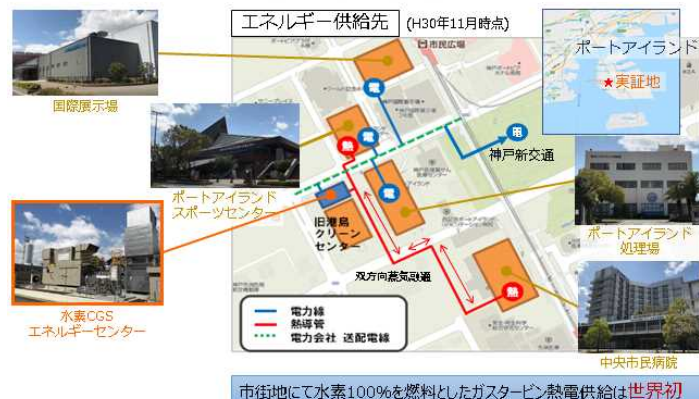 エネルギー供給先 (H30年11月時点)
市民広場
ポートアイランド
★実証地
国際展示場
電
電
電
電
熱
神戸新交通
ポートアイランド
スポーツセンター
旧港島
クリーン
センター
ポートアイランド
処理場
双方向蒸気融通
熱
水素CGS
エネルギーセンター
電力線
熱導管
電力会社 送配電線
中央市民病院
市街地にて水素100%を燃料としたガスタービン熱電供給は世界初